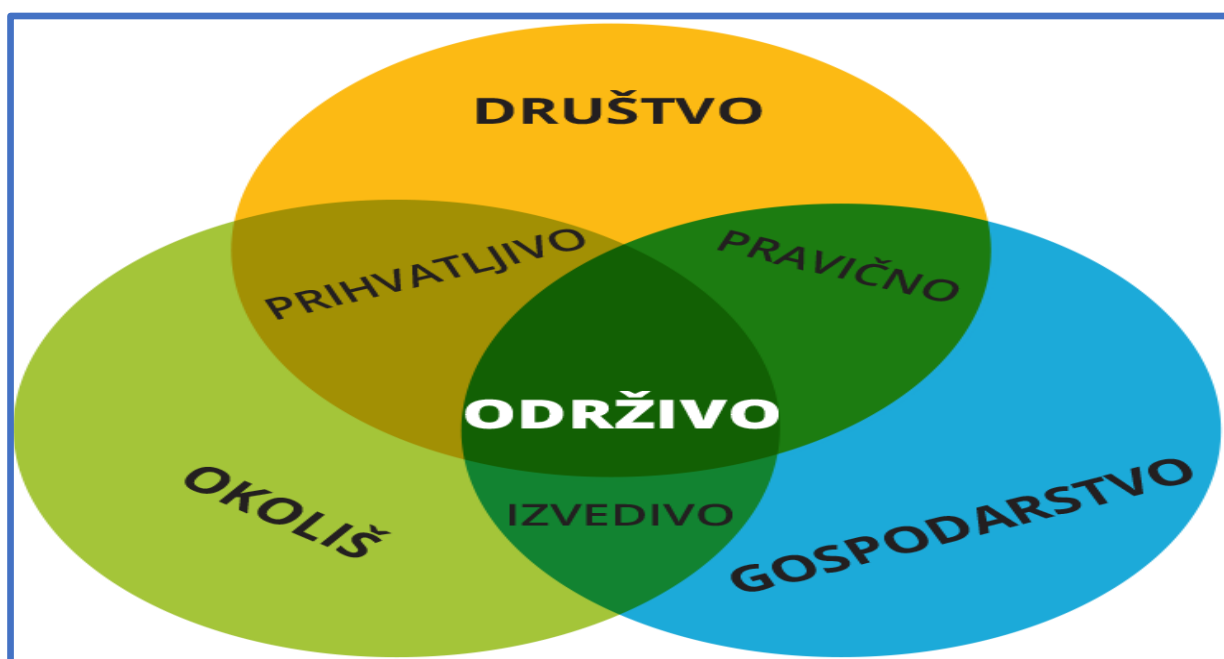 DRUŠTVO
PRIHVATLJIVO
PRAVIČNO
ODRŽIVO
OKOLIŠ
IZVEDIVO
GOSPODARSTVO